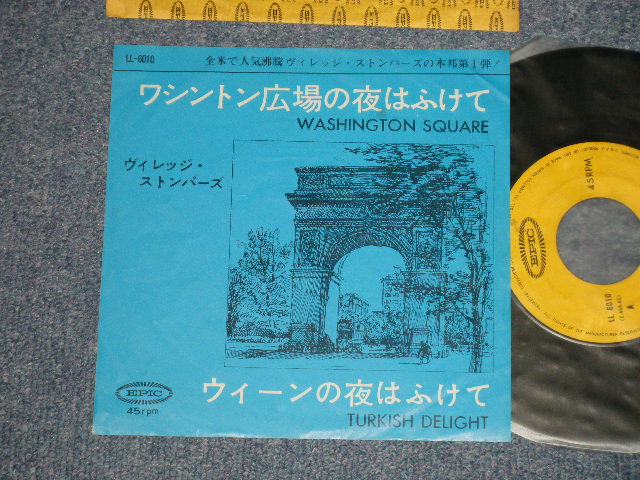 LL-6010
全米で人気沸騰ヴィレッジ・ストンパーズの本邦第1弾!
ワシントン広場の夜はふけて
WASHINGTON SQUARE
ヴィレッジ・
ストンパーズ
ウィーンの夜はふけて
TURKISH DELIGHT
EPIC
45rpm
45RPM
EPIC
LL 6010
A